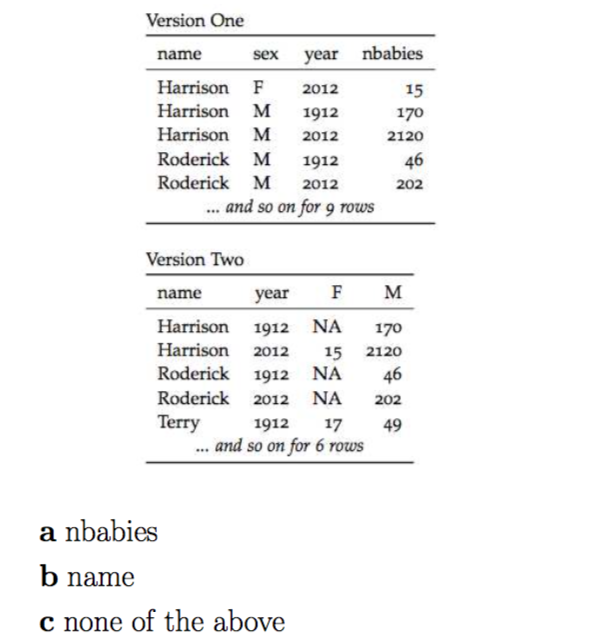 Version One
name sex year nbabies
Harrison F 2012 15
Harrison M 1912 170
Harrison M 2012 2120
Roderick M 1912 46
Roderick M 2012 202
... and so on for 9 rows
Version Two
name year F M
Harrison 1912 NA 170
Harrison 2012 15 2120
Roderick 1912 NA 46
Roderick 2012 NA 202
Terry 1912 17 49
... and so on for 6 rows
a nbabies
b name
c none of the above